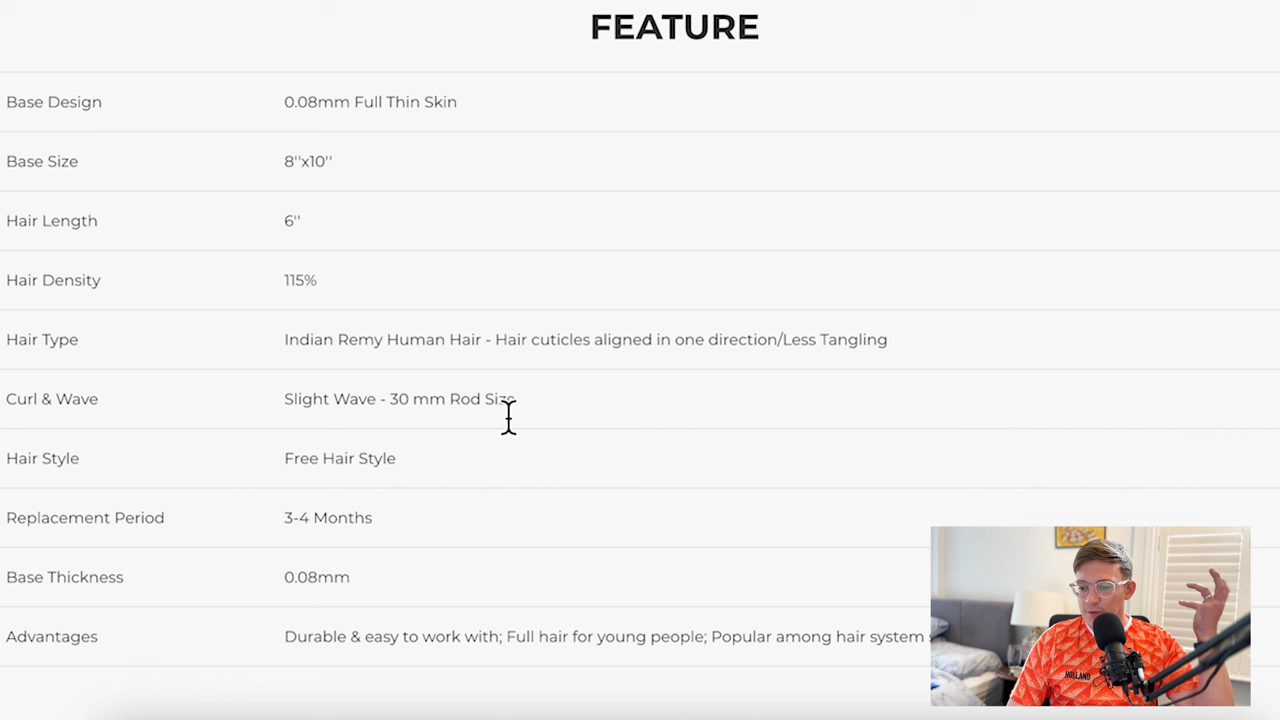 FEATURE
Base Design 0.08mm Full Thin Skin
Base Size 8''x10''
Hair Length 6''
Hair Density 115%
Hair Type Indian Remy Human Hair - Hair cuticles aligned in one direction/Less Tangling
Curl & Wave Slight Wave - 30 mm Rod Size
Hair Style Free Hair Style
Replacement Period 3-4 Months
Base Thickness 0.08mm
Advantages Durable & easy to work with; Full hair for young people; Popular among hair system
HOLLAND